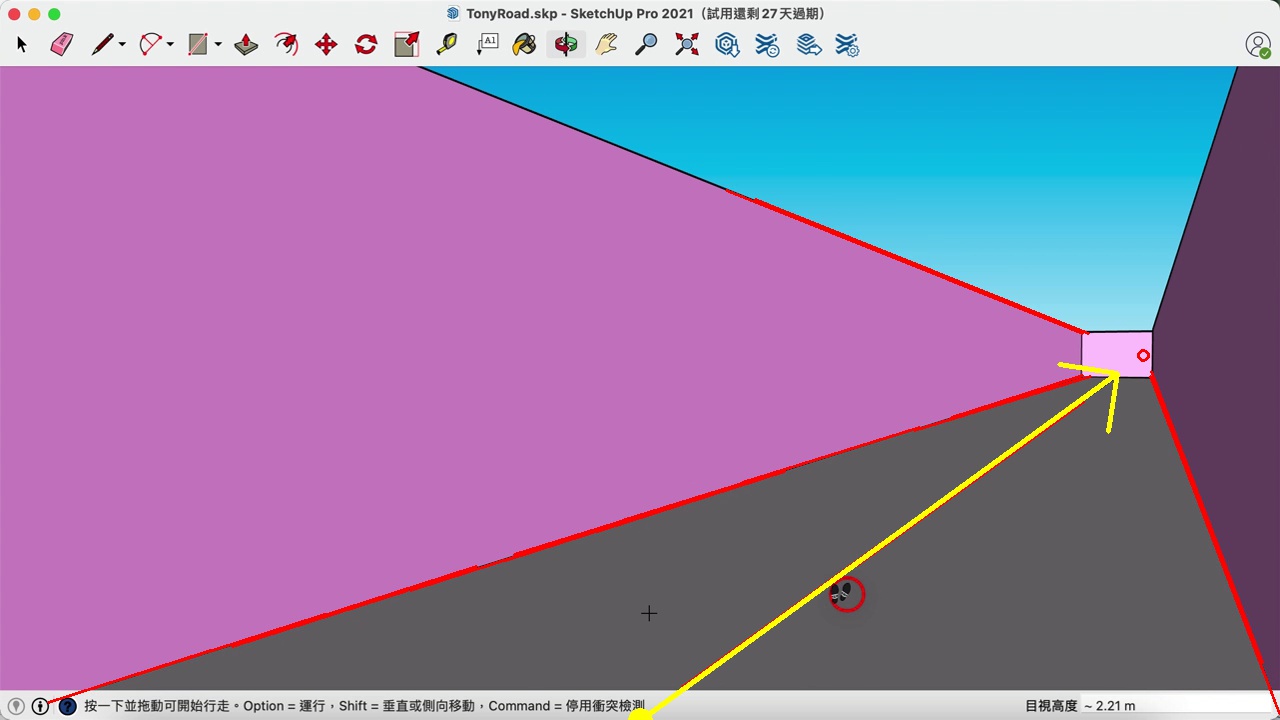 TonyRoad.skp - SketchUp Pro 2021（試用還剩 27 天過期）
A1
按一下並拖動可開始行走。Option = 運行，Shift = 垂直或側向移動，Command = 停用衝突檢測
目視高度 ~ 2.21 m